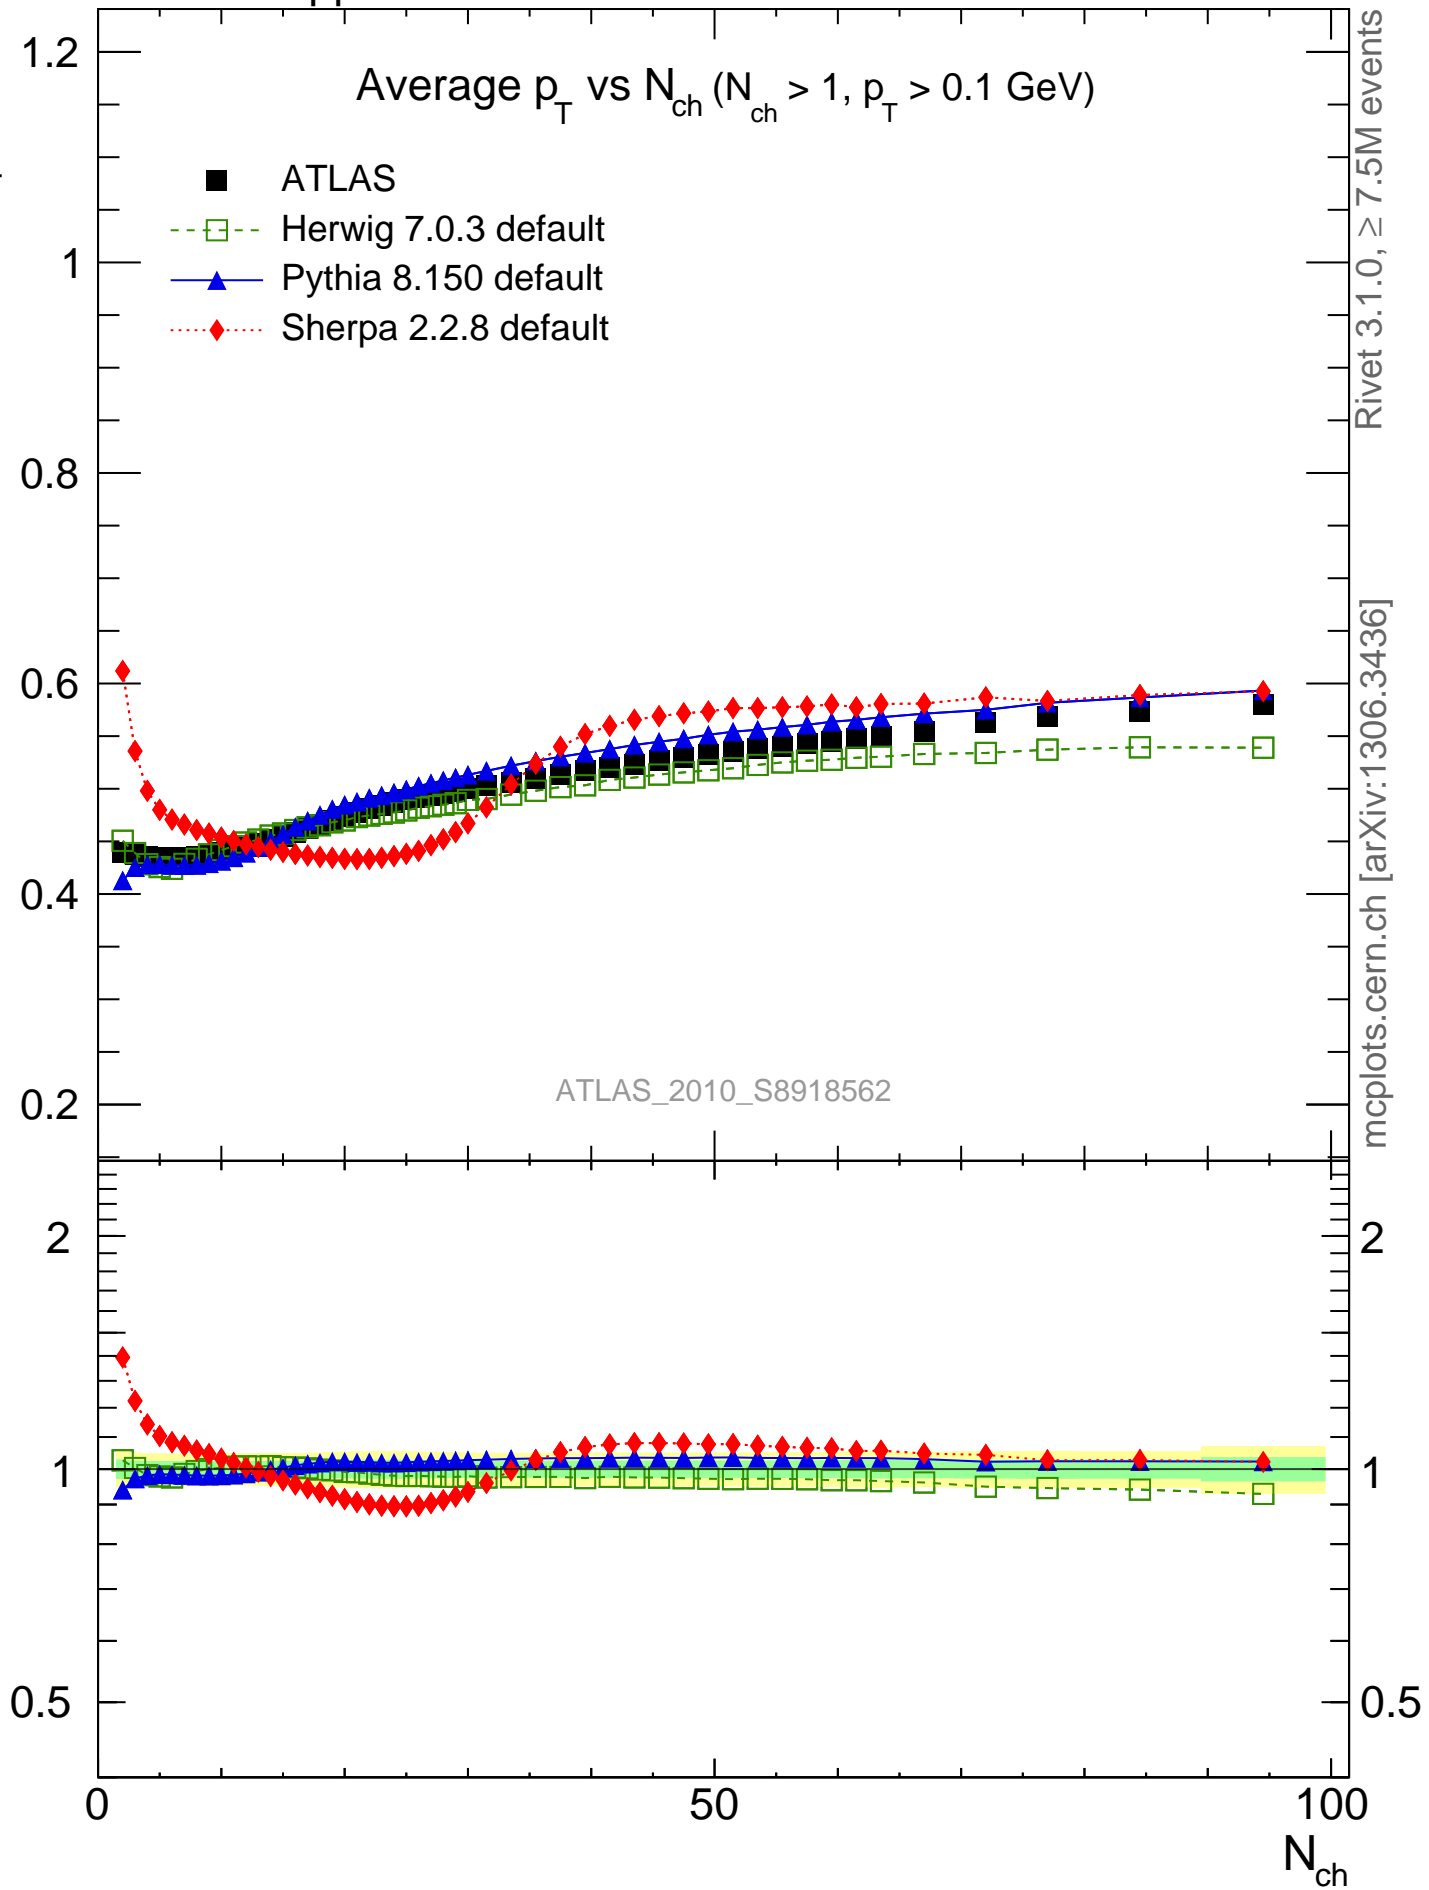 pp
Average p_T vs N_ch (N_ch > 1, p_T > 0.1 GeV)
ATLAS
Herwig 7.0.3 default
Pythia 8.150 default
Sherpa 2.2.8 default
1.2
1
0.8
0.6
0.4
0.2
ATLAS_2010_S8918562
Rivet 3.1.0, ≥ 7.5M events
mcplots.cern.ch [arXiv:1306.3436]
2
1
0.5
2
1
0.5
0
50
100
N_ch